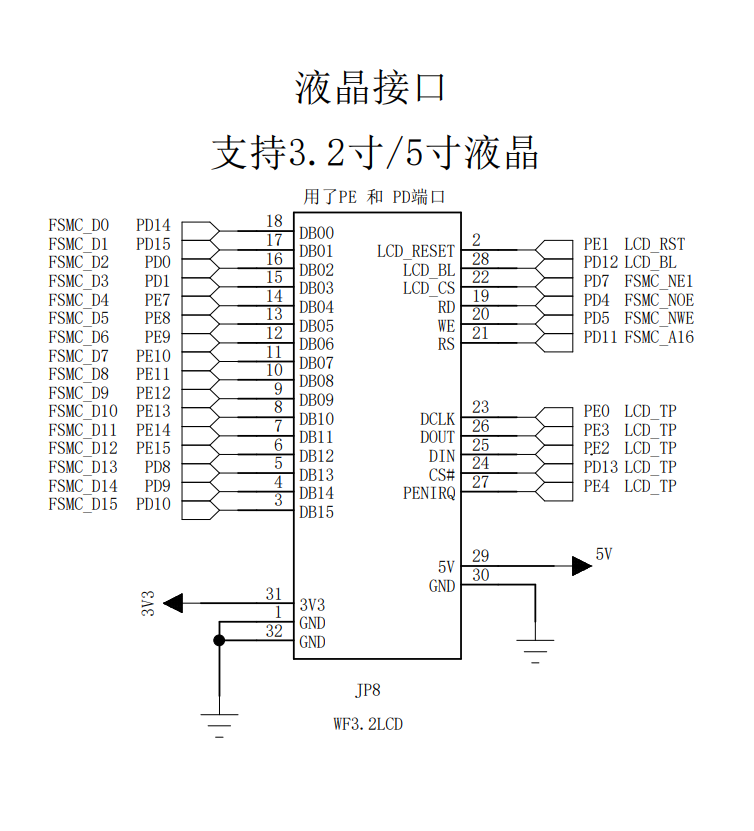 液晶接口
支持3.2寸/5寸液晶
用了PE 和 PD端口
FSMC_D0 PD14 18 DB00
FSMC_D1 PD15 17 DB01
FSMC_D2 PD0 16 DB02
FSMC_D3 PD1 15 DB03
FSMC_D4 PE7 14 DB04
FSMC_D5 PE8 13 DB05
FSMC_D6 PE9 12 DB06
FSMC_D7 PE10 11 DB07
FSMC_D8 PE11 10 DB08
FSMC_D9 PE12 9 DB09
FSMC_D10 PE13 8 DB10
FSMC_D11 PE14 7 DB11
FSMC_D12 PE15 6 DB12
FSMC_D13 PD8 5 DB13
FSMC_D14 PD9 4 DB14
FSMC_D15 PD10 3 DB15
LCD_RESET 2 PE1 LCD_RST
LCD_BL 28 PD12 LCD_BL
LCD_CS 22 PD7 FSMC_NE1
RD 19 PD4 FSMC_NOE
WE 20 PD5 FSMC_NWE
RS 21 PD11 FSMC_A16
DCLK 23 PE0 LCD_TP
DOUT 26 PE3 LCD_TP
DIN 25 PE2 LCD_TP
CS# 24 PD13 LCD_TP
PENIRQ 27 PE4 LCD_TP
5V 29 5V
GND 30
3V3 31 3V3
1 GND
32 GND
JP8
WF3.2LCD